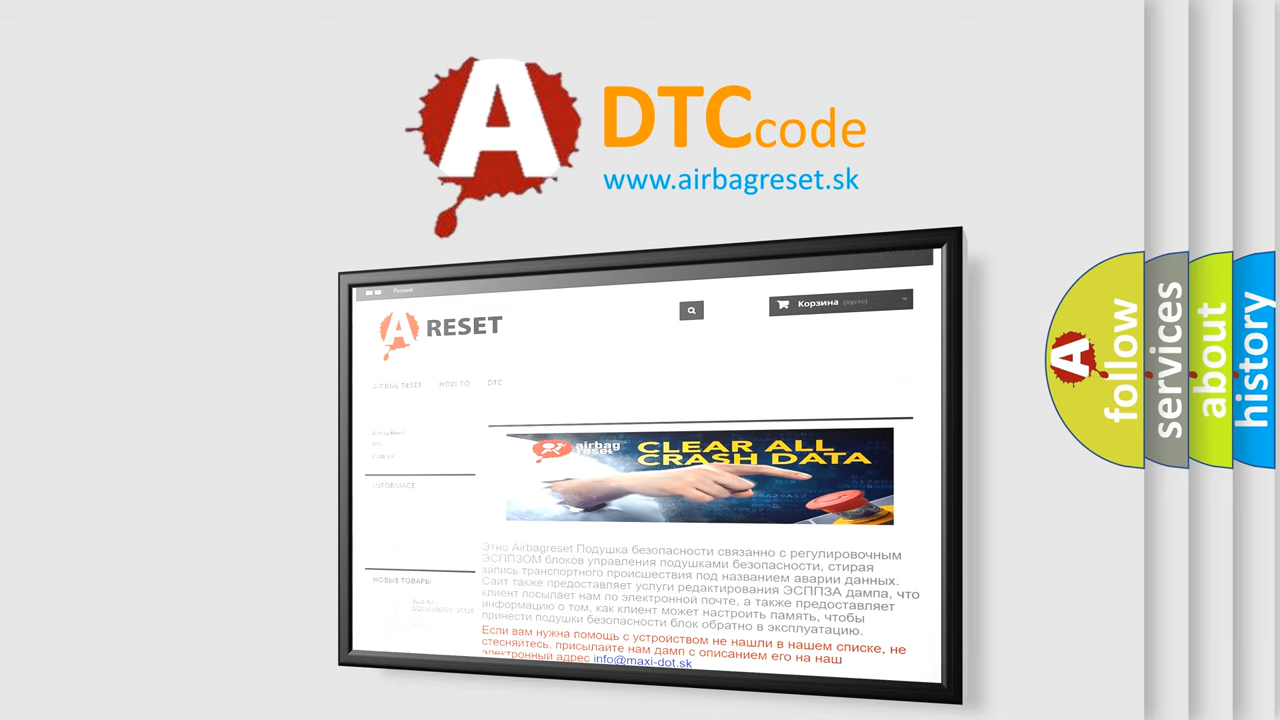 A
DTC code
www.airbagreset.sk
Русский
A RESET
Корзина (пусто)
AIRBAG RESET HOW TO DTC
INFORMACE
airbag
reset
CLEAR ALL
CRASH DATA
Этно Airbagreset Подушка безопасности связанно с регулировочным
ЭСППЗОМ блоков управления подушками безопасности, стирая
запись транспортного происшествия под названием аварии данных.
Сайт также предоставляет услуги редактирования ЭСППЗА дампа, что
клиент посылает нам по электронной почте, а также предоставляет
информацию о том, как клиент может настроить память, чтобы
принести подушки безопасности блок обратно в эксплуатацию.
Если вам нужна помощь с устройством не нашли в нашем списке, не
стесняйтесь, присылайте нам дамп с описанием его на наш
электронный адрес info@maxi-dot.sk
НОВЫЕ ТОВАРЫ
A
follow
services
about
history